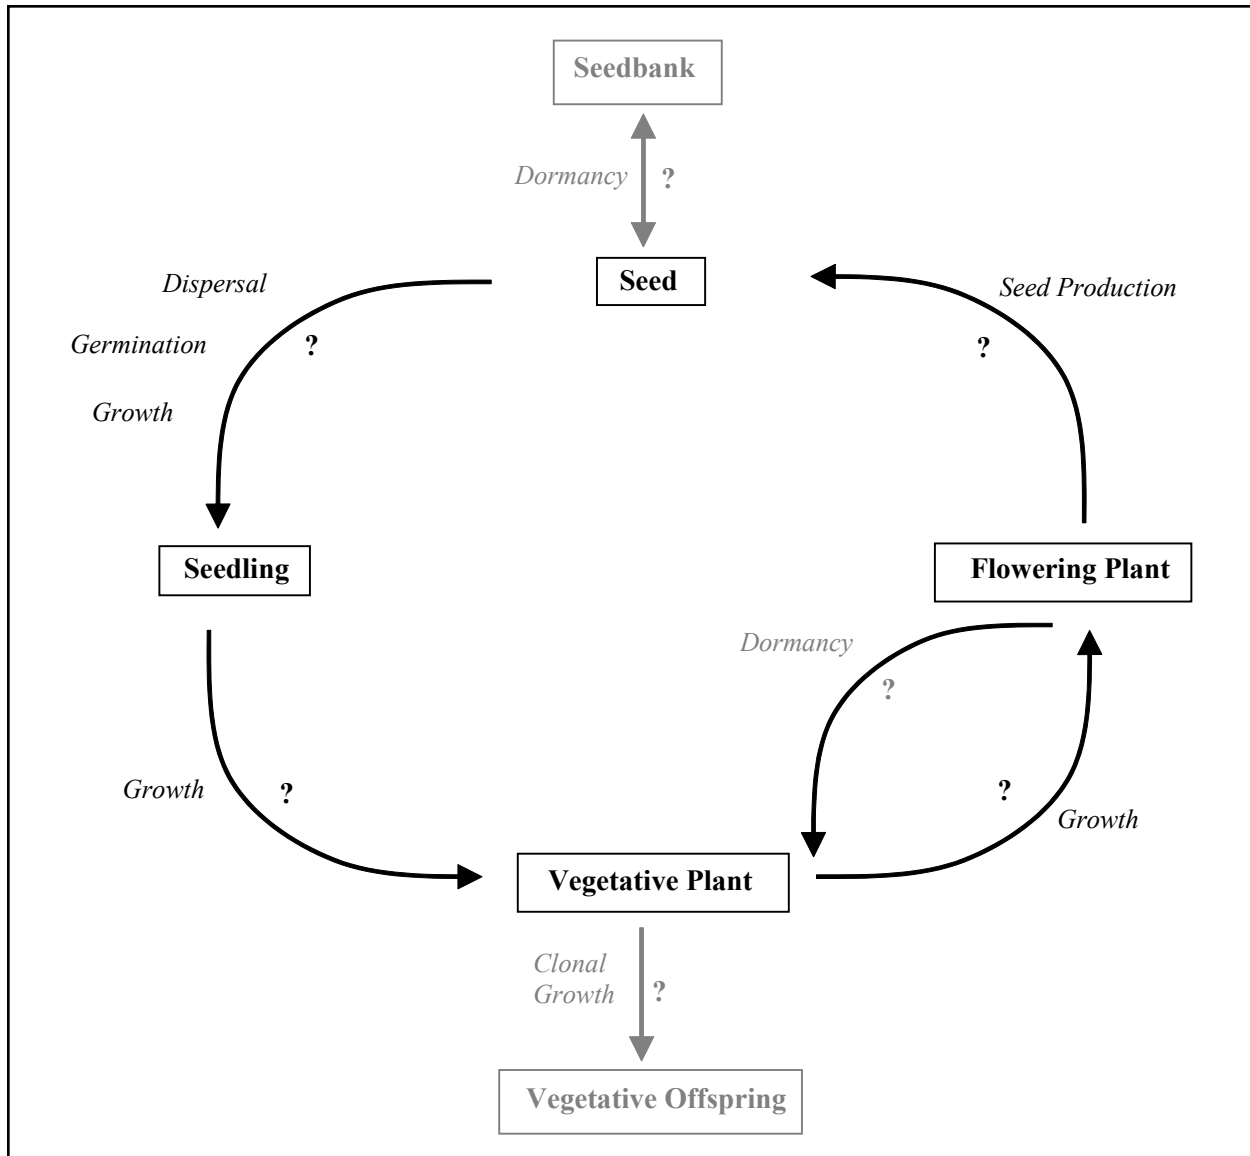 Seedbank
Dormancy ?
Seed
Dispersal
Seed Production
Germination ?
?
Growth
Seedling
Flowering Plant
Dormancy
?
Growth ?
?
Growth
Vegetative Plant
Clonal
Growth ?
Vegetative Offspring